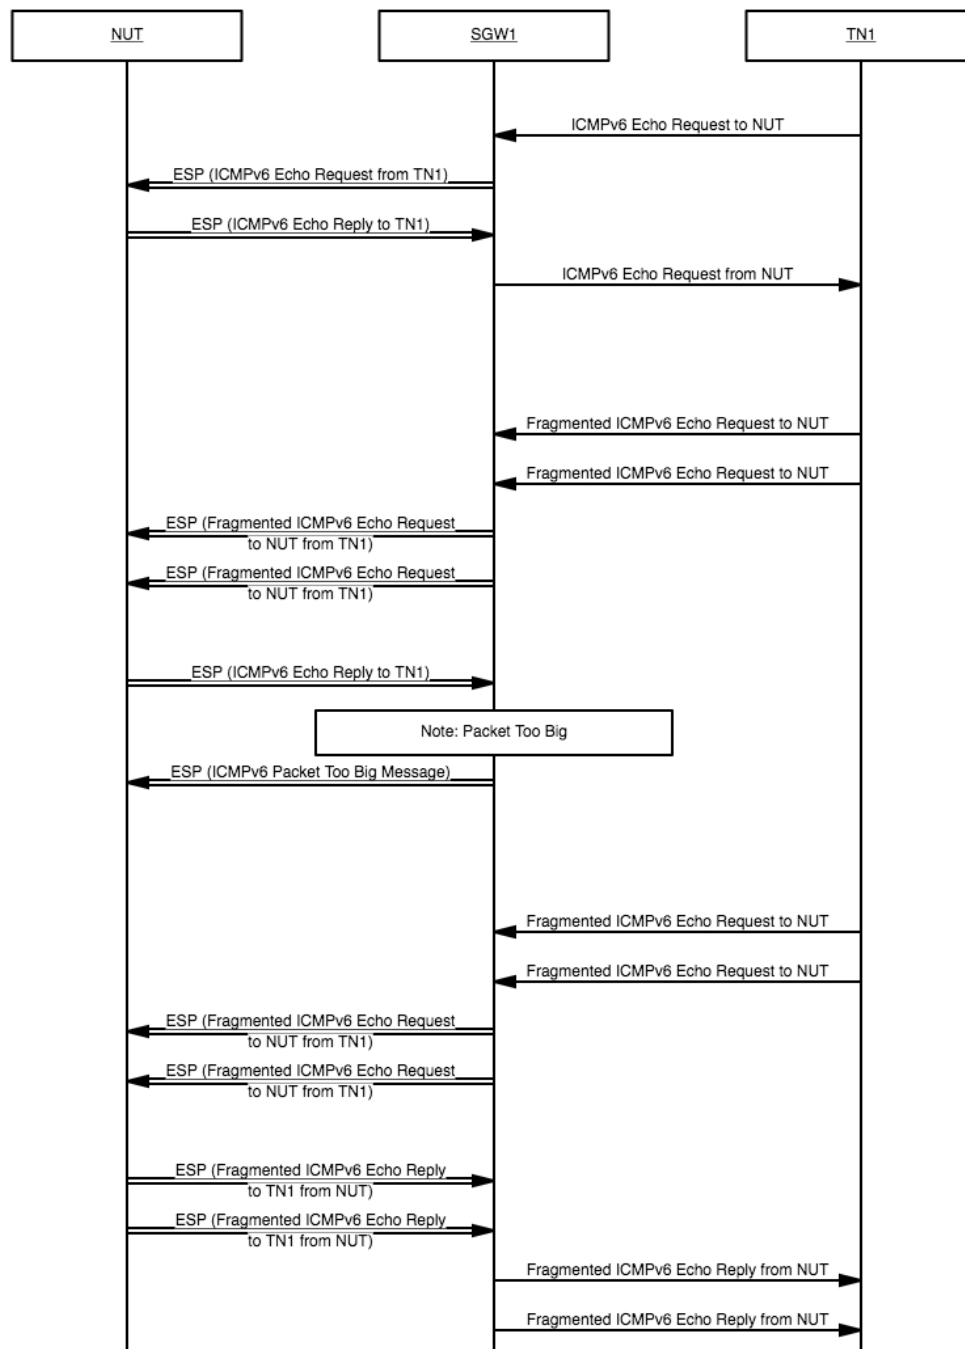 NUT
SGW1
TN1
ICMPv6 Echo Request to NUT
ESP (ICMPv6 Echo Request from TN1)
ESP (ICMPv6 Echo Reply to TN1)
ICMPv6 Echo Request from NUT
Fragmented ICMPv6 Echo Request to NUT
Fragmented ICMPv6 Echo Request to NUT
ESP (Fragmented ICMPv6 Echo Request
to NUT from TN1)
ESP (Fragmented ICMPv6 Echo Request
to NUT from TN1)
ESP (ICMPv6 Echo Reply to TN1)
Note: Packet Too Big
ESP (ICMPv6 Packet Too Big Message)
Fragmented ICMPv6 Echo Request to NUT
Fragmented ICMPv6 Echo Request to NUT
ESP (Fragmented ICMPv6 Echo Request
to NUT from TN1)
ESP (Fragmented ICMPv6 Echo Request
to NUT from TN1)
ESP (Fragmented ICMPv6 Echo Reply
to TN1 from NUT)
ESP (Fragmented ICMPv6 Echo Reply
to TN1 from NUT)
Fragmented ICMPv6 Echo Reply from NUT
Fragmented ICMPv6 Echo Reply from NUT